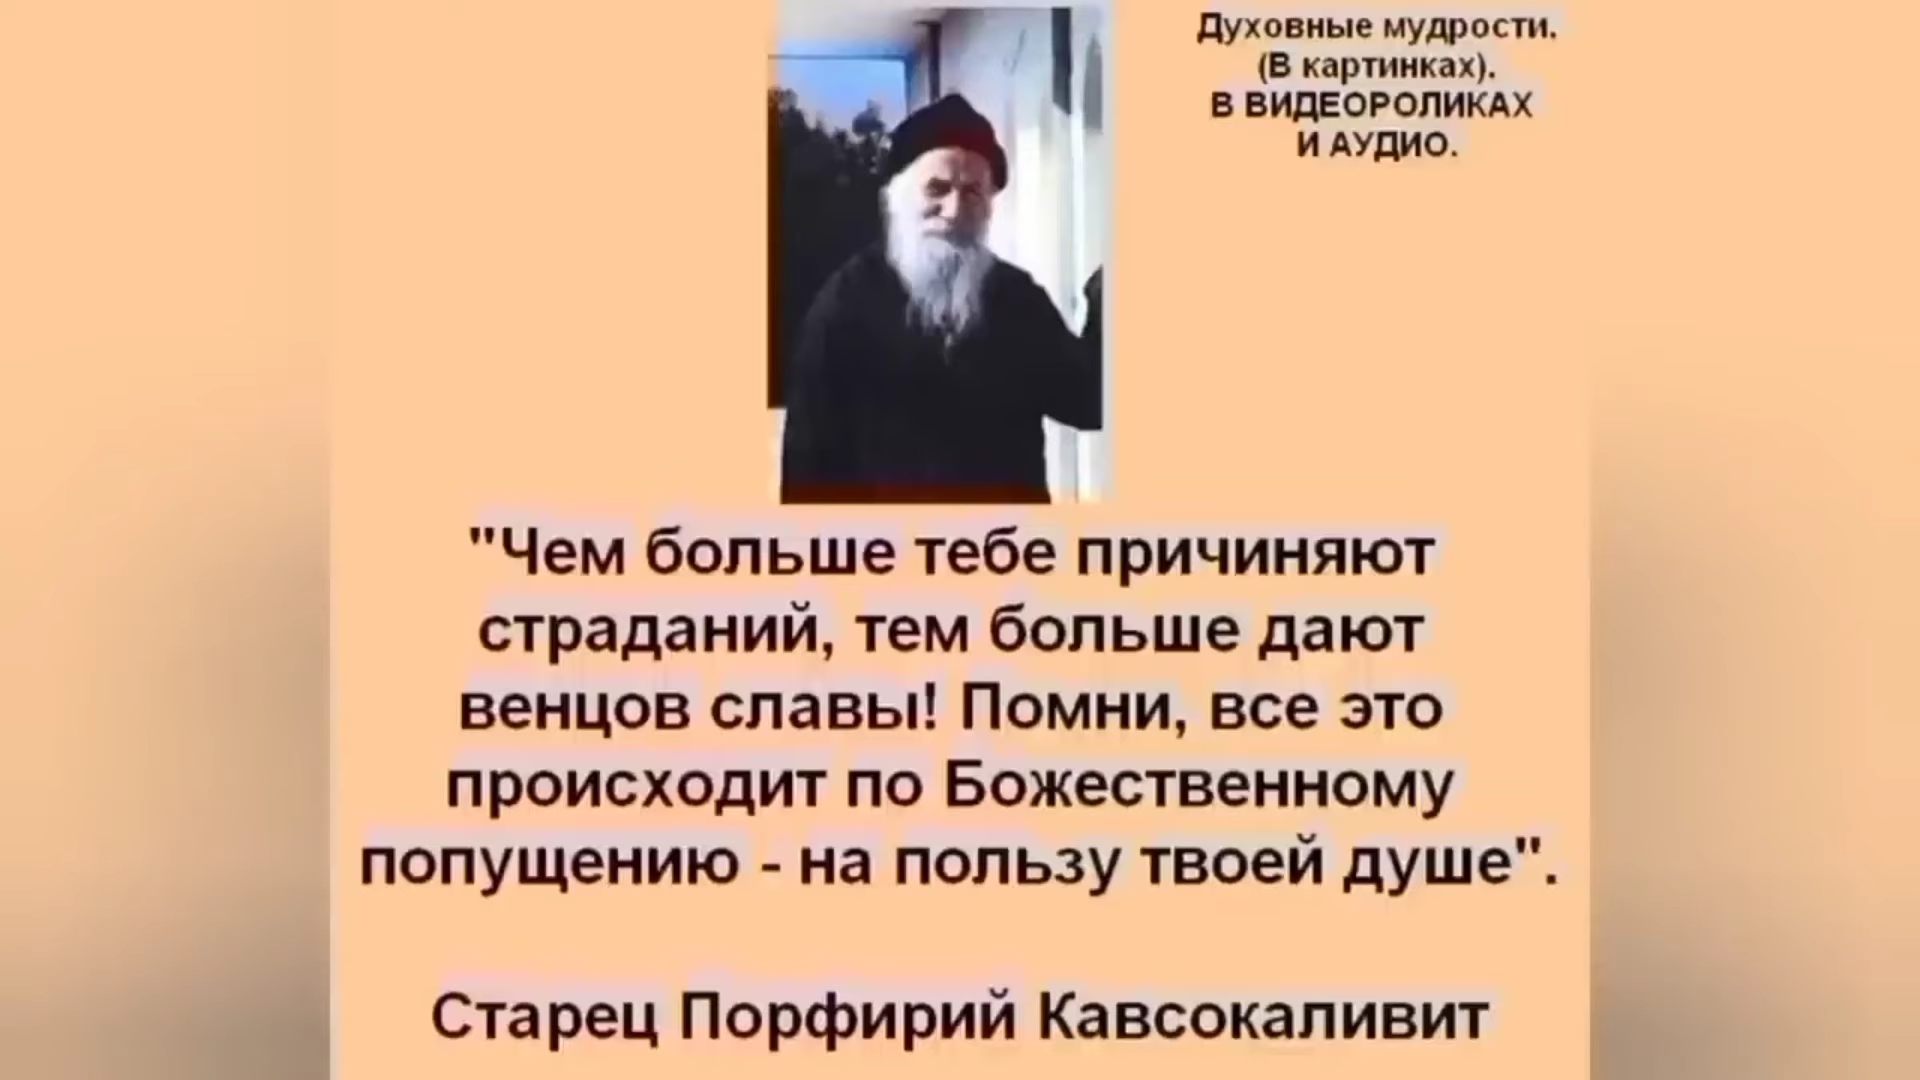 Духовные мудрости.
(В картинках).
В ВИДЕОРОЛИКАХ
И АУДИО.
"Чем больше тебе причиняют
страданий, тем больше дают
венцов славы! Помни, все это
происходит по Божественному
попущению - на пользу твоей душе".
Старец Порфирий Кавсокаливит